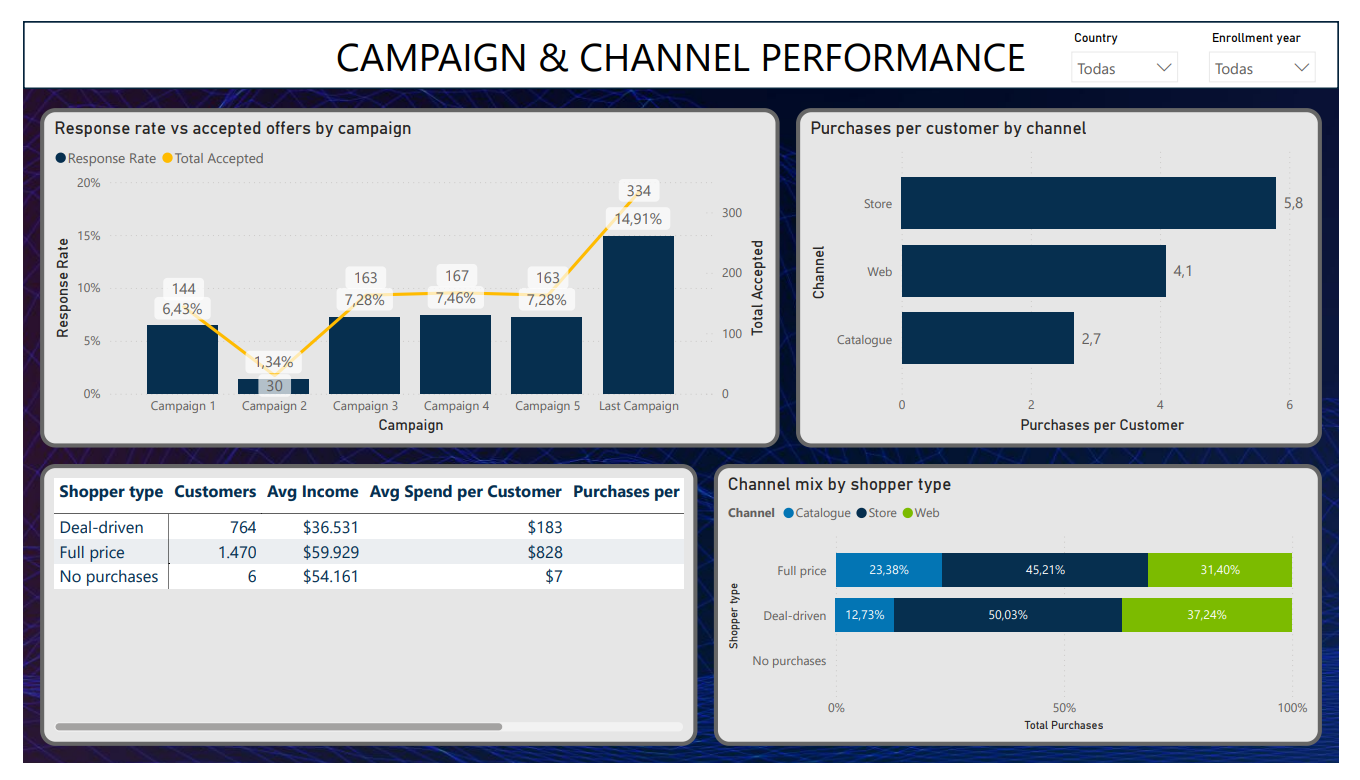 CAMPAIGN & CHANNEL PERFORMANCE
Country
Todas
Enrollment year
Todas
Response rate vs accepted offers by campaign
Response Rate Total Accepted
Response Rate
20%
15%
10%
5%
0%
144
6,43%
1,34%
30
163
7,28%
167
7,46%
163
7,28%
334
14,91%
300
200
100
0
Total Accepted
Campaign 1 Campaign 2 Campaign 3 Campaign 4 Campaign 5 Last Campaign
Campaign
Purchases per customer by channel
Channel
Store 5,8
Web 4,1
Catalogue 2,7
0 2 4 6
Purchases per Customer
Shopper type Customers Avg Income Avg Spend per Customer Purchases per
Deal-driven 764 $36.531 $183
Full price 1.470 $59.929 $828
No purchases 6 $54.161 $7
Channel mix by shopper type
Channel Catalogue Store Web
Shopper type
Full price 23,38% 45,21% 31,40%
Deal-driven 12,73% 50,03% 37,24%
No purchases
0% 50% 100%
Total Purchases